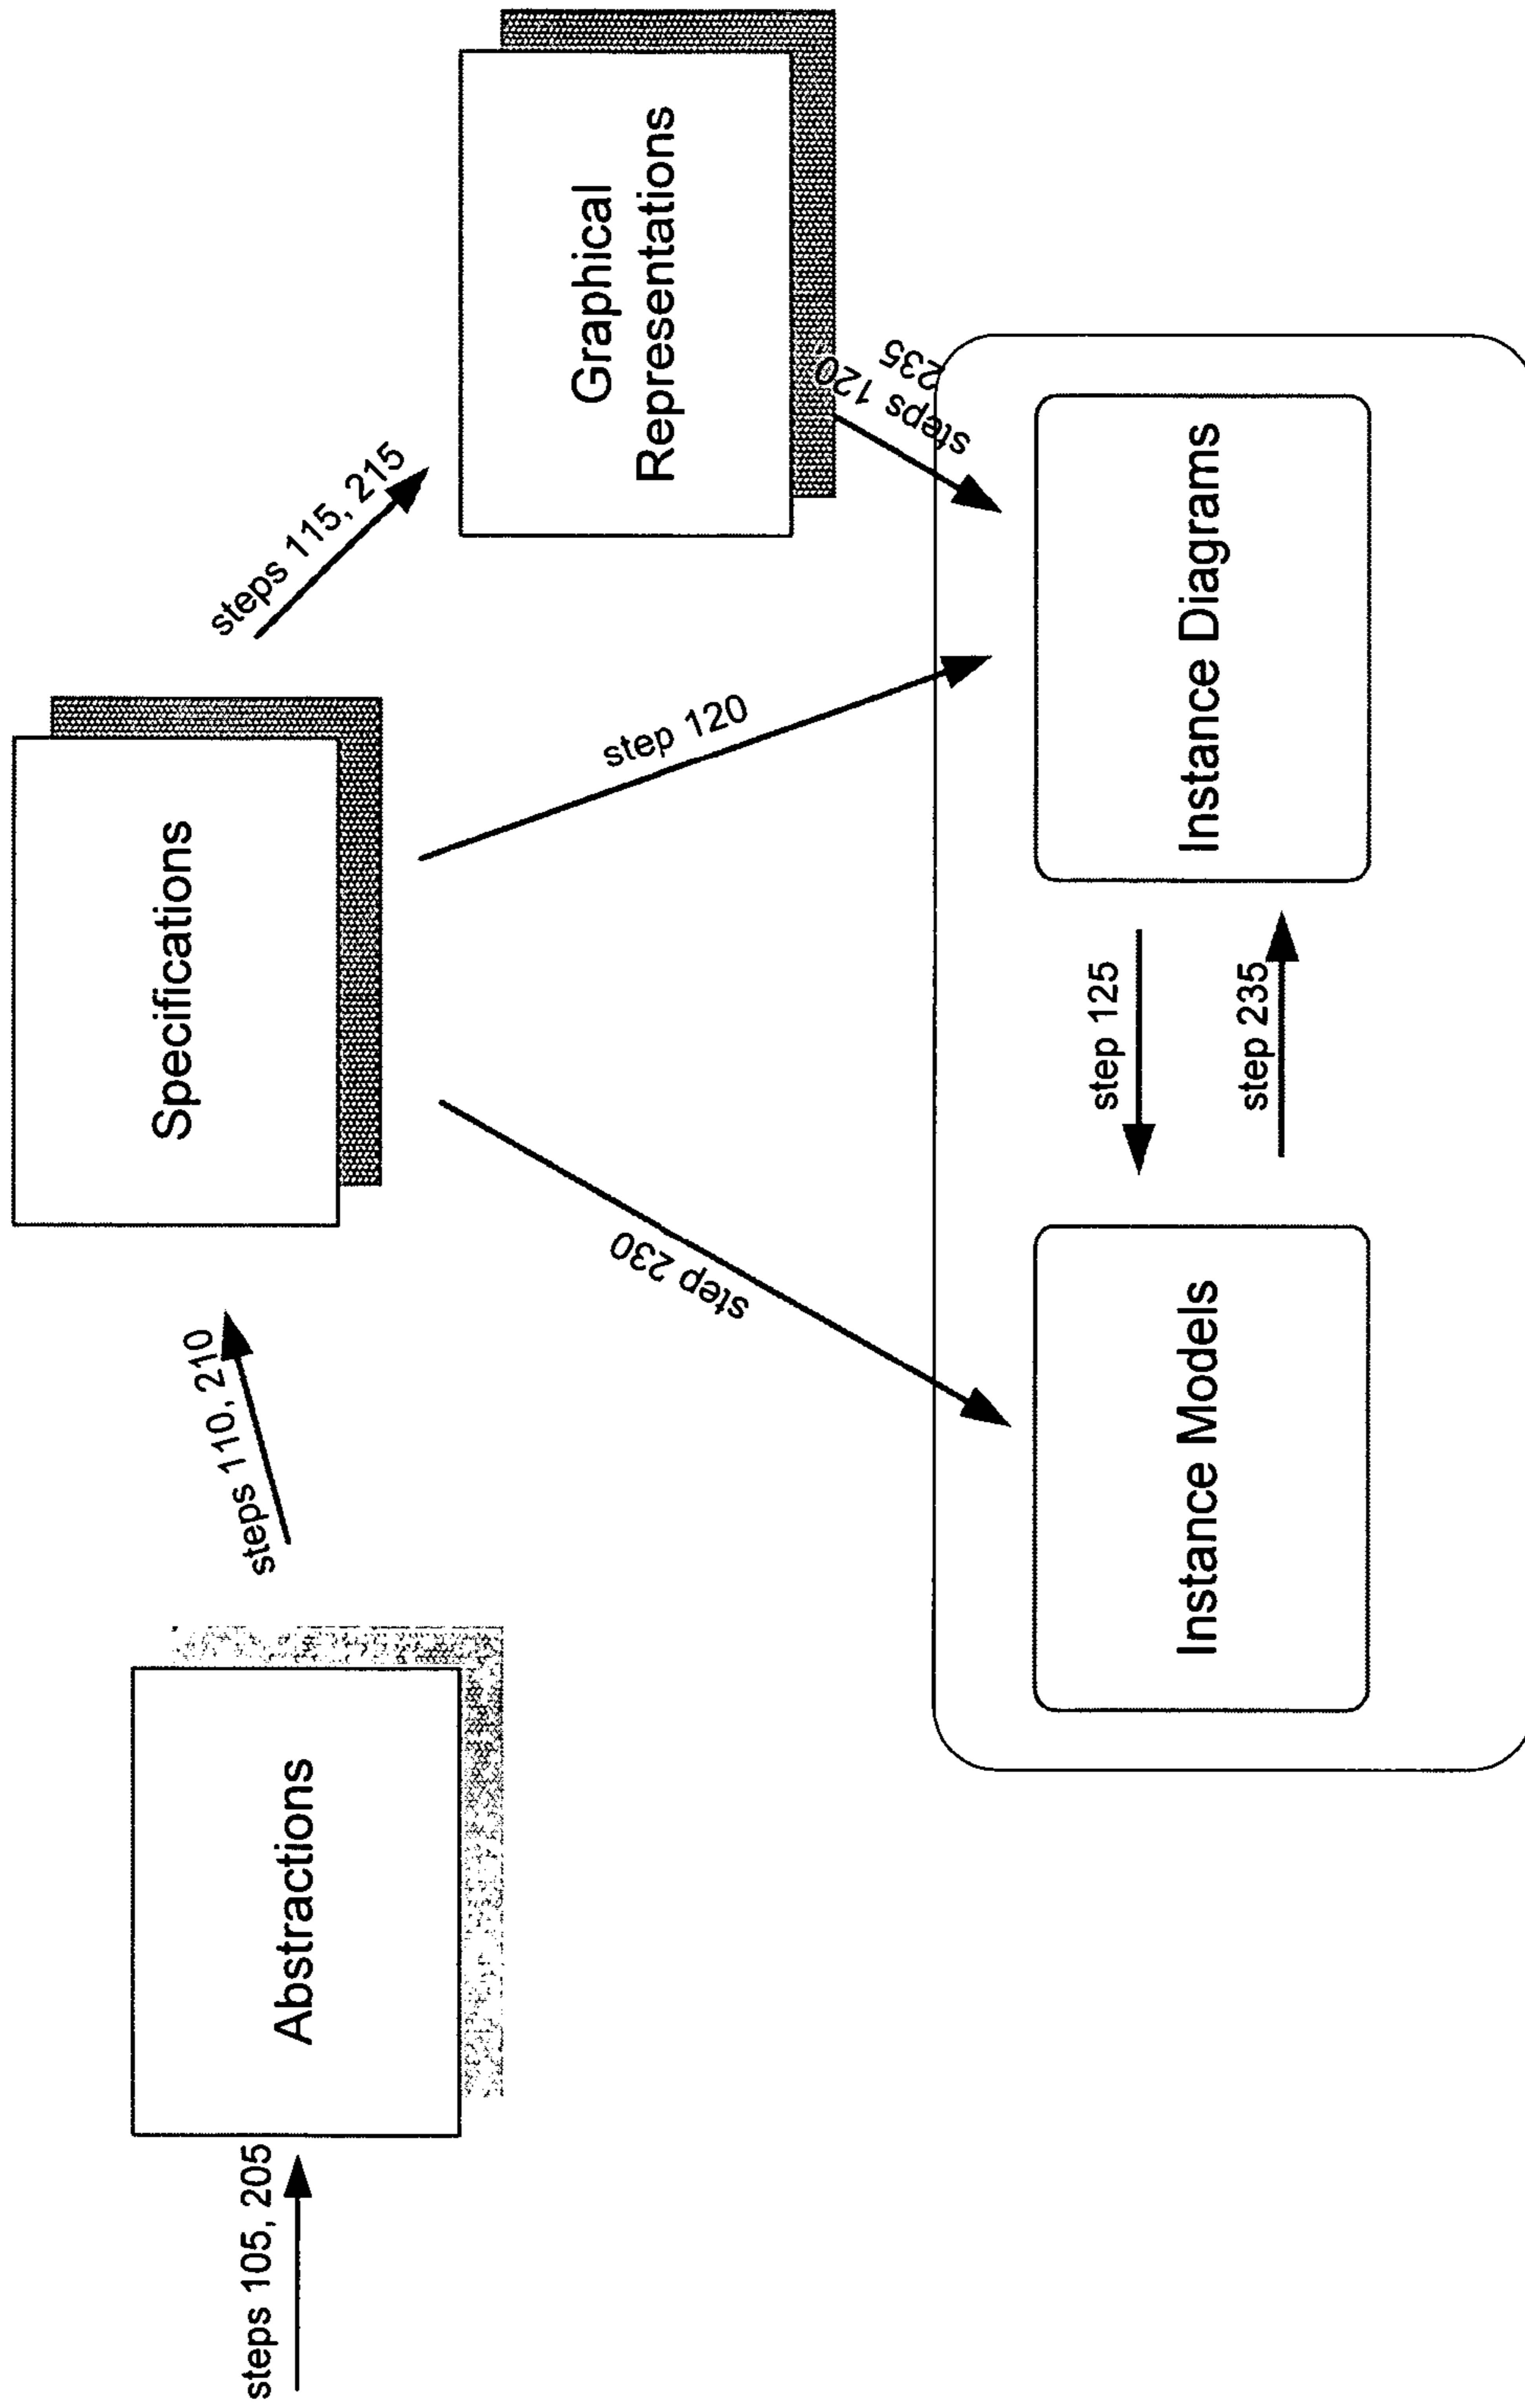 steps 105, 205
Abstractions
steps 110, 210
Specifications
steps 115, 215
Graphical
Representations
step 230
step 120
steps 120,
235
Instance Models
step 125
step 235
Instance Diagrams